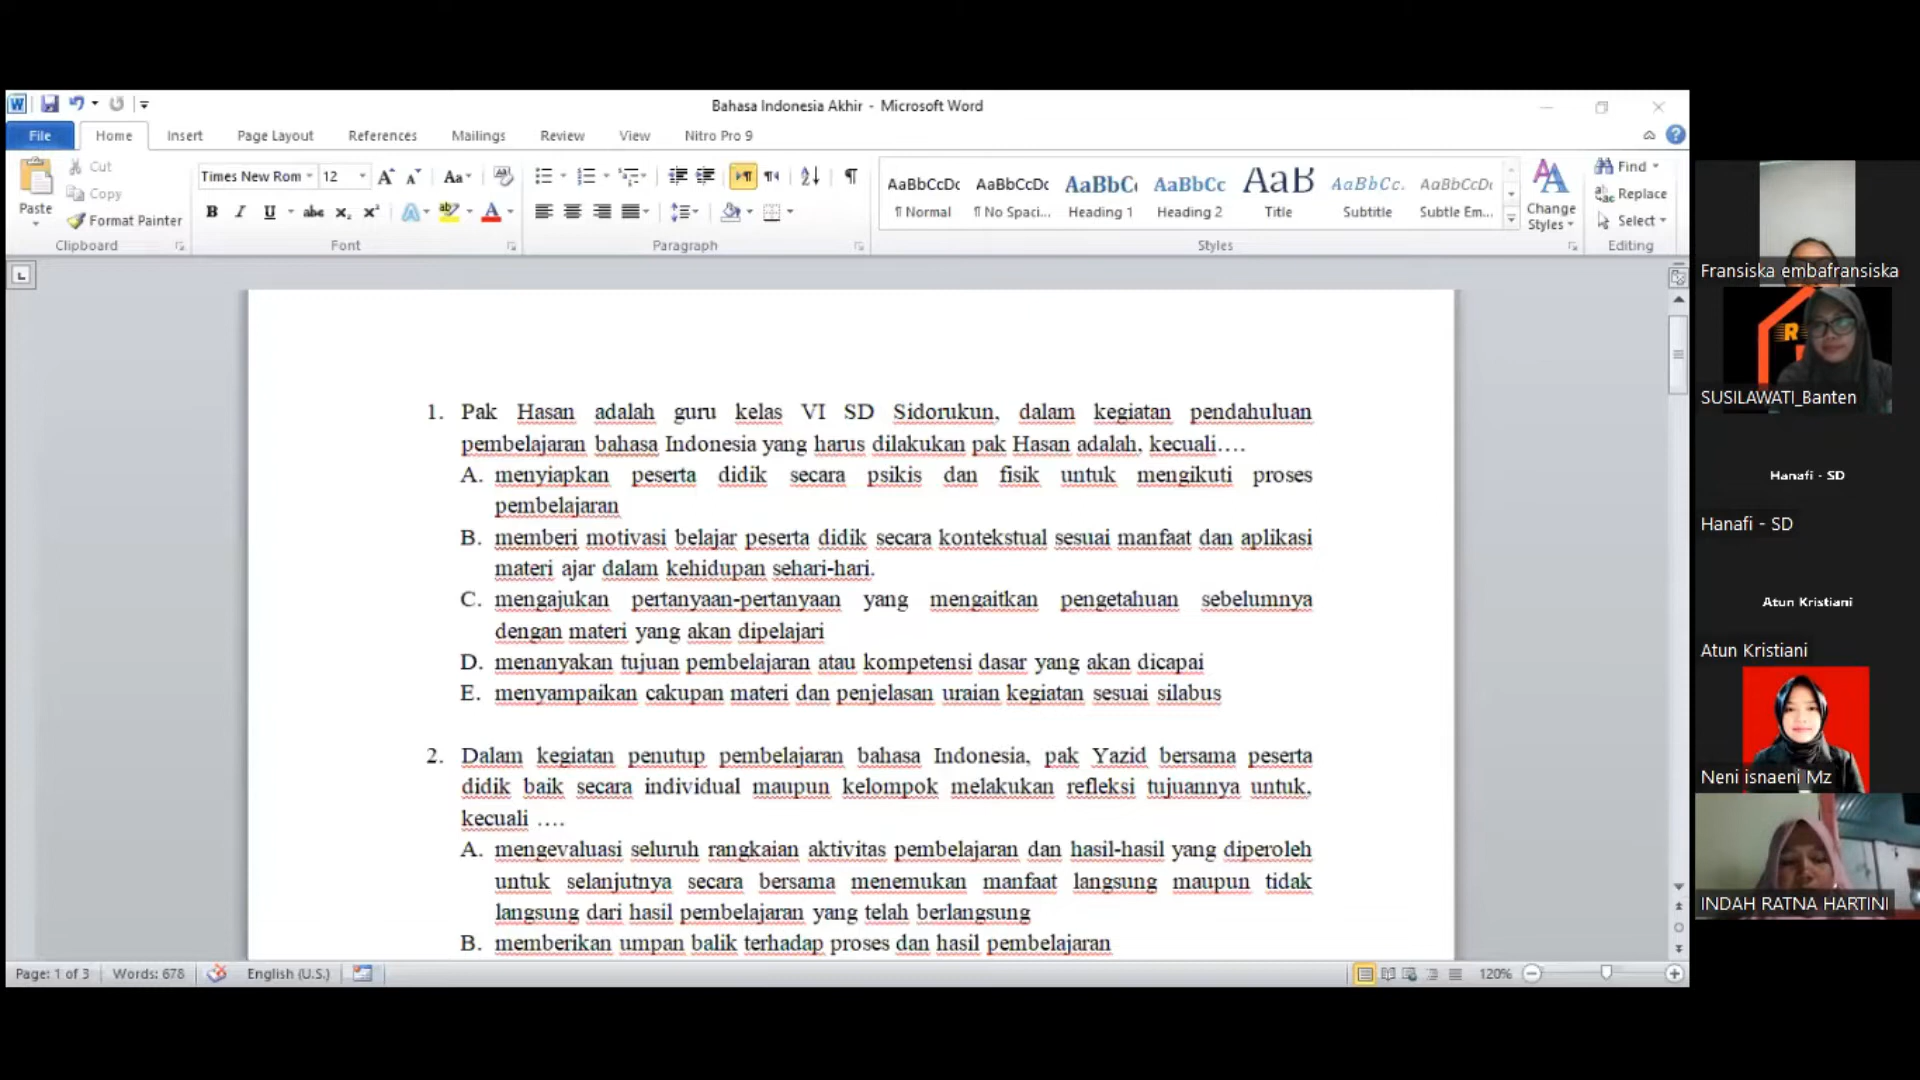 Bahasa Indonesia Akhir - Microsoft Word
File Home Insert Page Layout References Mailings Review View Nitro Pro 9
Paste
Cut
Copy
Format Painter
Clipboard
Times New Rom 12
Font
Paragraph
AaBbCcDc AaBbCcDc AaBbC AaBbCc AaB AaBbCc. AaBbCcDc
¶ Normal ¶ No Spaci... Heading 1 Heading 2 Title Subtitle Subtle Em...
Change
Styles
Styles
Find
Replace
Select
Editing
1. Pak Hasan adalah guru kelas VI SD Sidorukun, dalam kegiatan pendahuluan
pembelajaran bahasa Indonesia yang harus dilakukan pak Hasan adalah, kecuali….
A. menyiapkan peserta didik secara psikis dan fisik untuk mengikuti proses
pembelajaran
B. memberi motivasi belajar peserta didik secara kontekstual sesuai manfaat dan aplikasi
materi ajar dalam kehidupan sehari-hari.
C. mengajukan pertanyaan-pertanyaan yang mengaitkan pengetahuan sebelumnya
dengan materi yang akan dipelajari
D. menanyakan tujuan pembelajaran atau kompetensi dasar yang akan dicapai
E. menyampaikan cakupan materi dan penjelasan uraian kegiatan sesuai silabus
2. Dalam kegiatan penutup pembelajaran bahasa Indonesia, pak Yazid bersama peserta
didik baik secara individual maupun kelompok melakukan refleksi tujuannya untuk,
kecuali ….
A. mengevaluasi seluruh rangkaian aktivitas pembelajaran dan hasil-hasil yang diperoleh
untuk selanjutnya secara bersama menemukan manfaat langsung maupun tidak
langsung dari hasil pembelajaran yang telah berlangsung
B. memberikan umpan balik terhadap proses dan hasil pembelajaran
Page: 1 of 3 Words: 678 English (U.S.) 120%
Fransiska embafransiska
SUSILAWATI_Banten
Hanafi - SD
Hanafi - SD
Atun Kristiani
Atun Kristiani
Neni isnaeni Mz
INDAH RATNA HARTINI